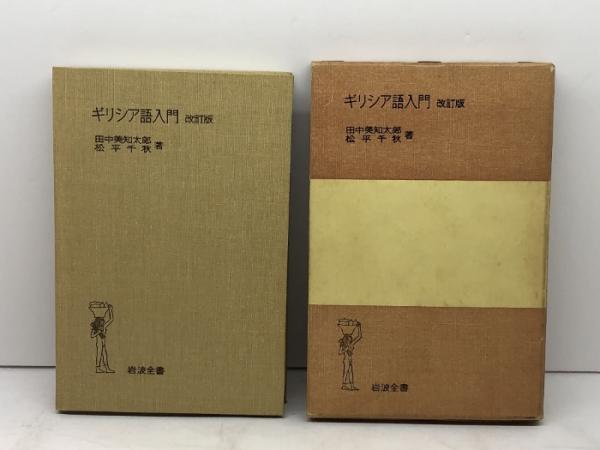 ギリシア語入門 改訂版
田中美知太郎
松平千秋 著
岩波全書
ギリシア語入門 改訂版
田中美知太郎
松平千秋 著
岩波全書